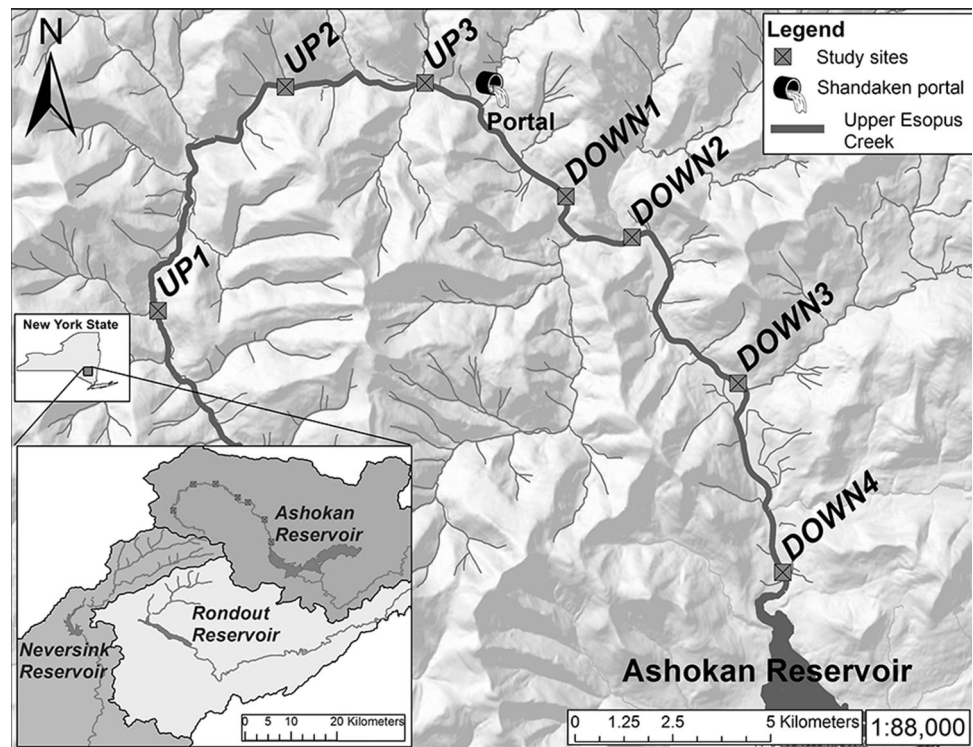 N
UP2
UP3
Portal
DOWN1
DOWN2
UP1
DOWN3
DOWN4
Ashokan Reservoir
Legend
Study sites
Shandaken portal
Upper Esopus
Creek
New York State
Ashokan
Reservoir
Rondout
Reservoir
Neversink
Reservoir
0 5 10 20 Kilometers
0 1.25 2.5 5 Kilometers
1:88,000